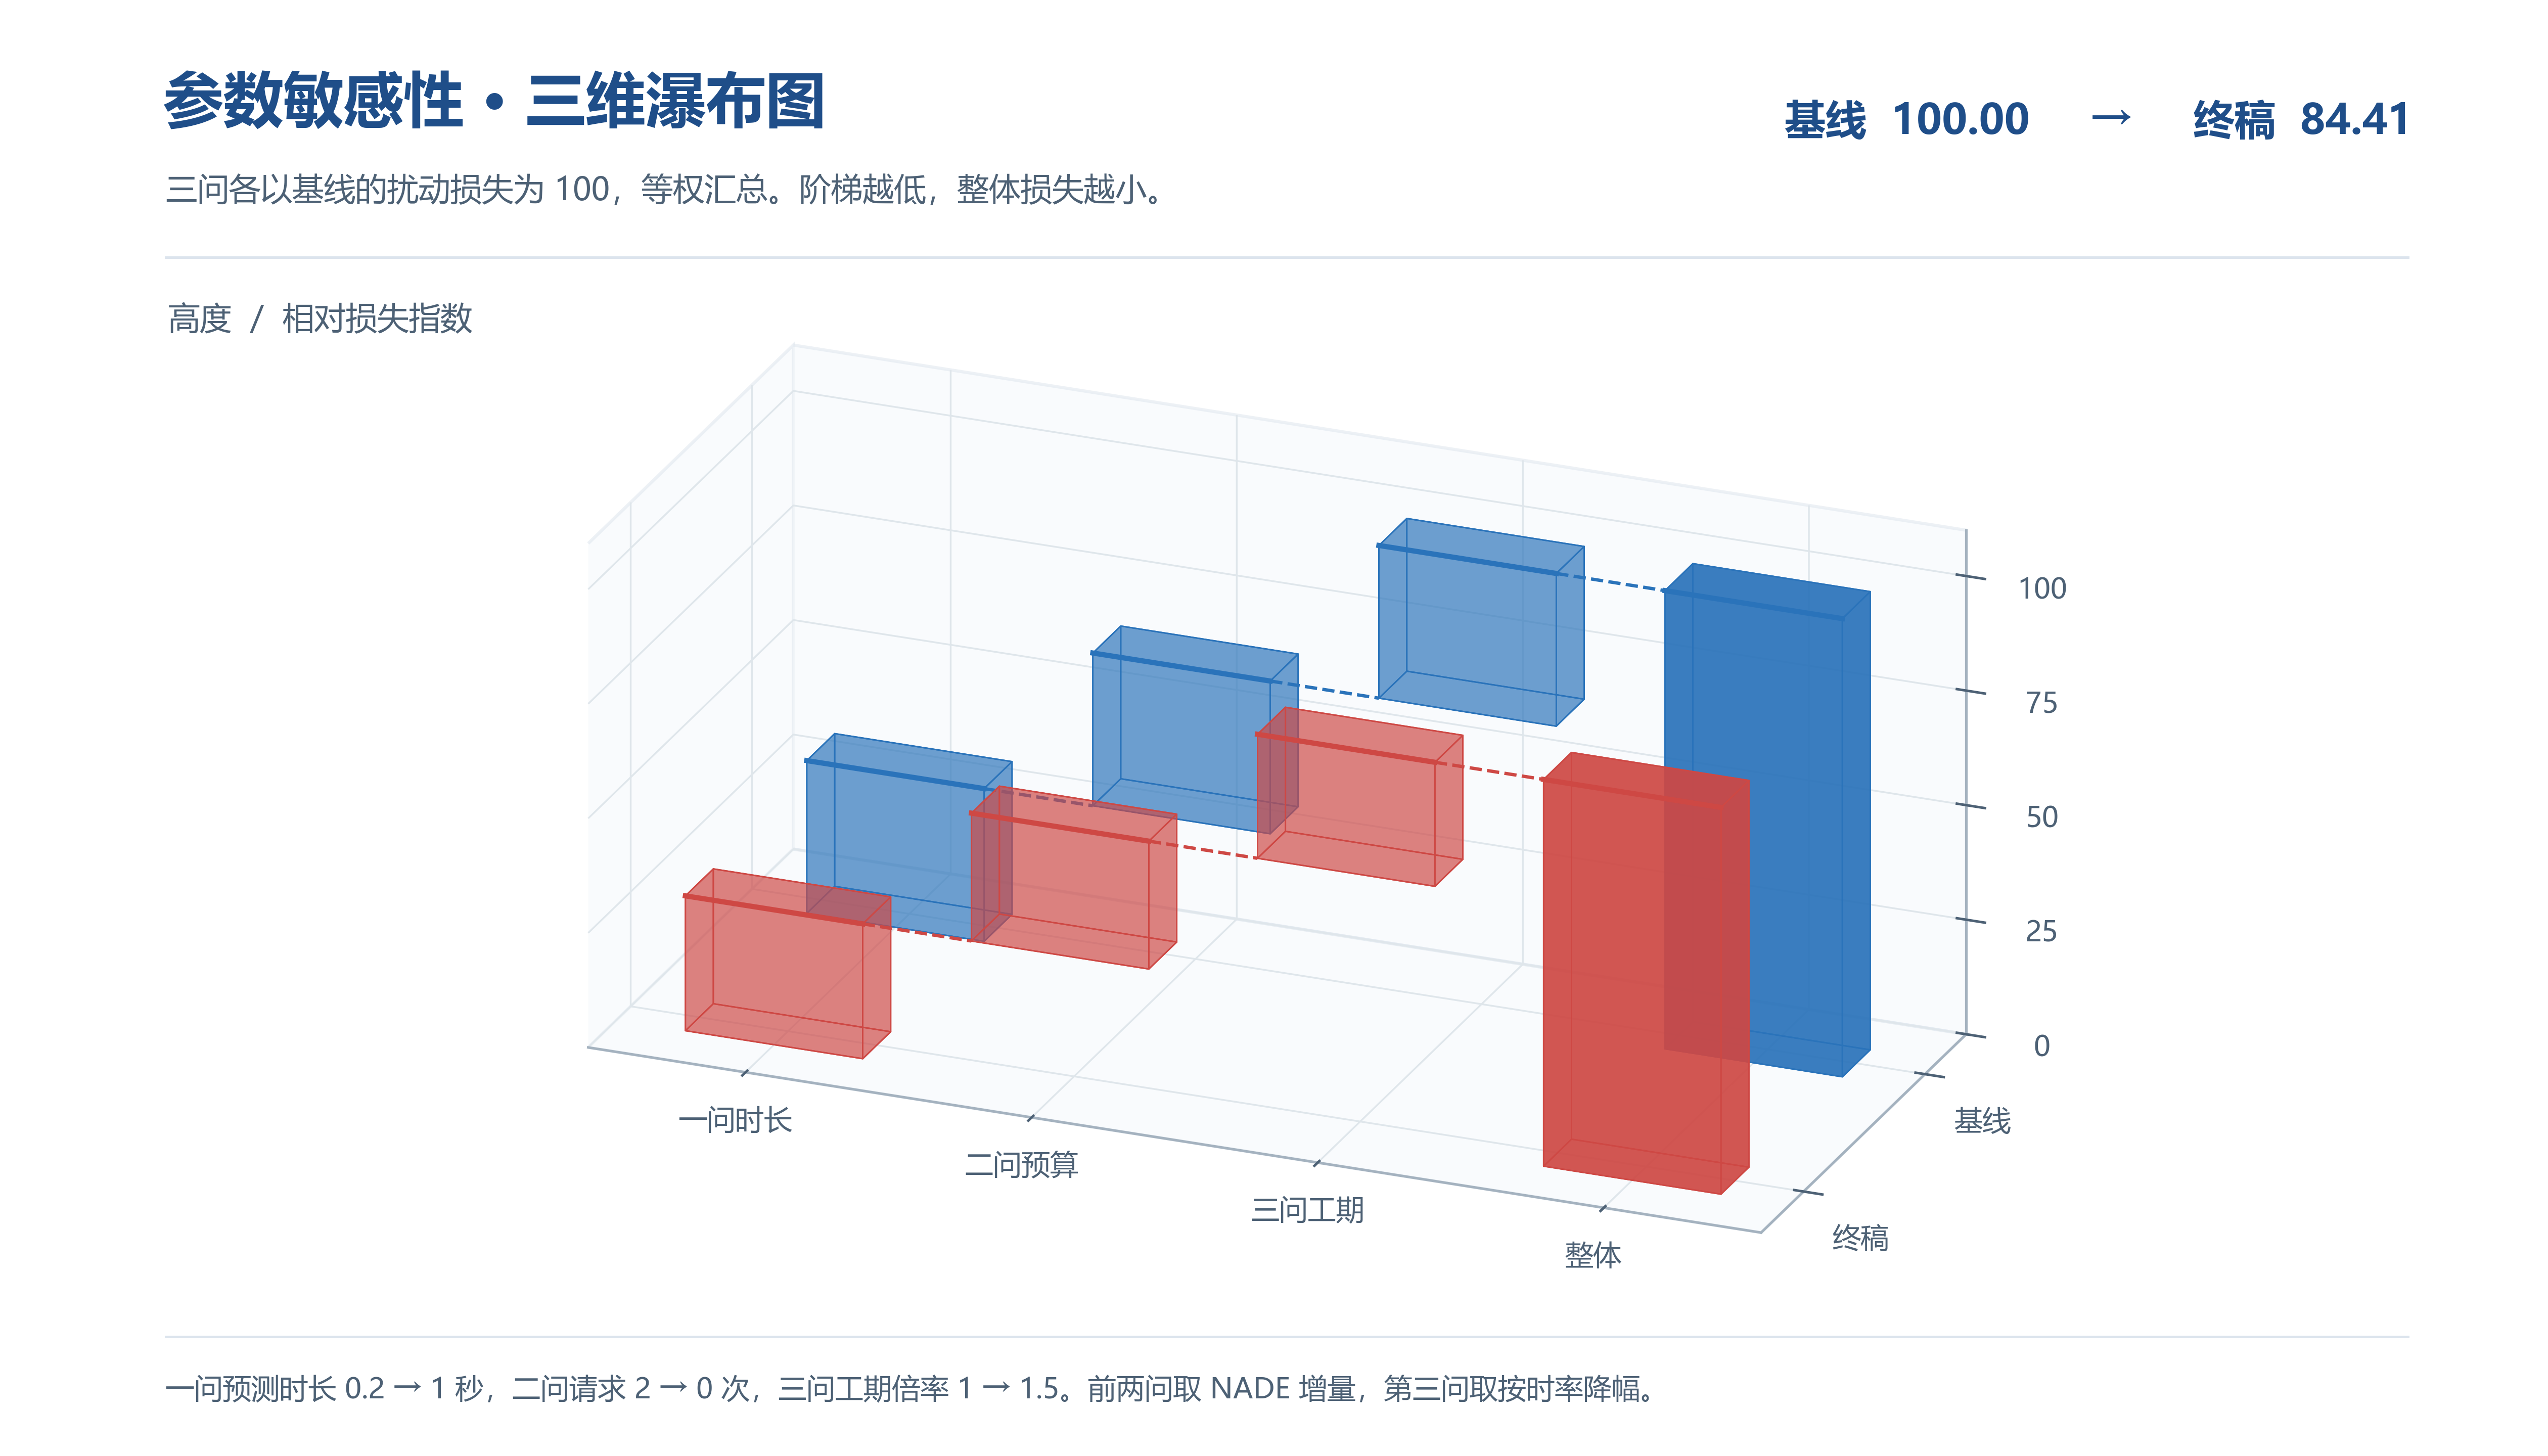 参数敏感性·三维瀑布图
基线 100.00 → 终稿 84.41
三问各以基线的扰动损失为 100，等权汇总。阶梯越低，整体损失越小。
高度 / 相对损失指数
100
75
50
25
0
基线
终稿
一问时长
二问预算
三问工期
整体
一问预测时长 0.2 → 1 秒，二问请求 2 → 0 次，三问工期倍率 1 → 1.5。前两问取 NADE 增量，第三问取按时率降幅。